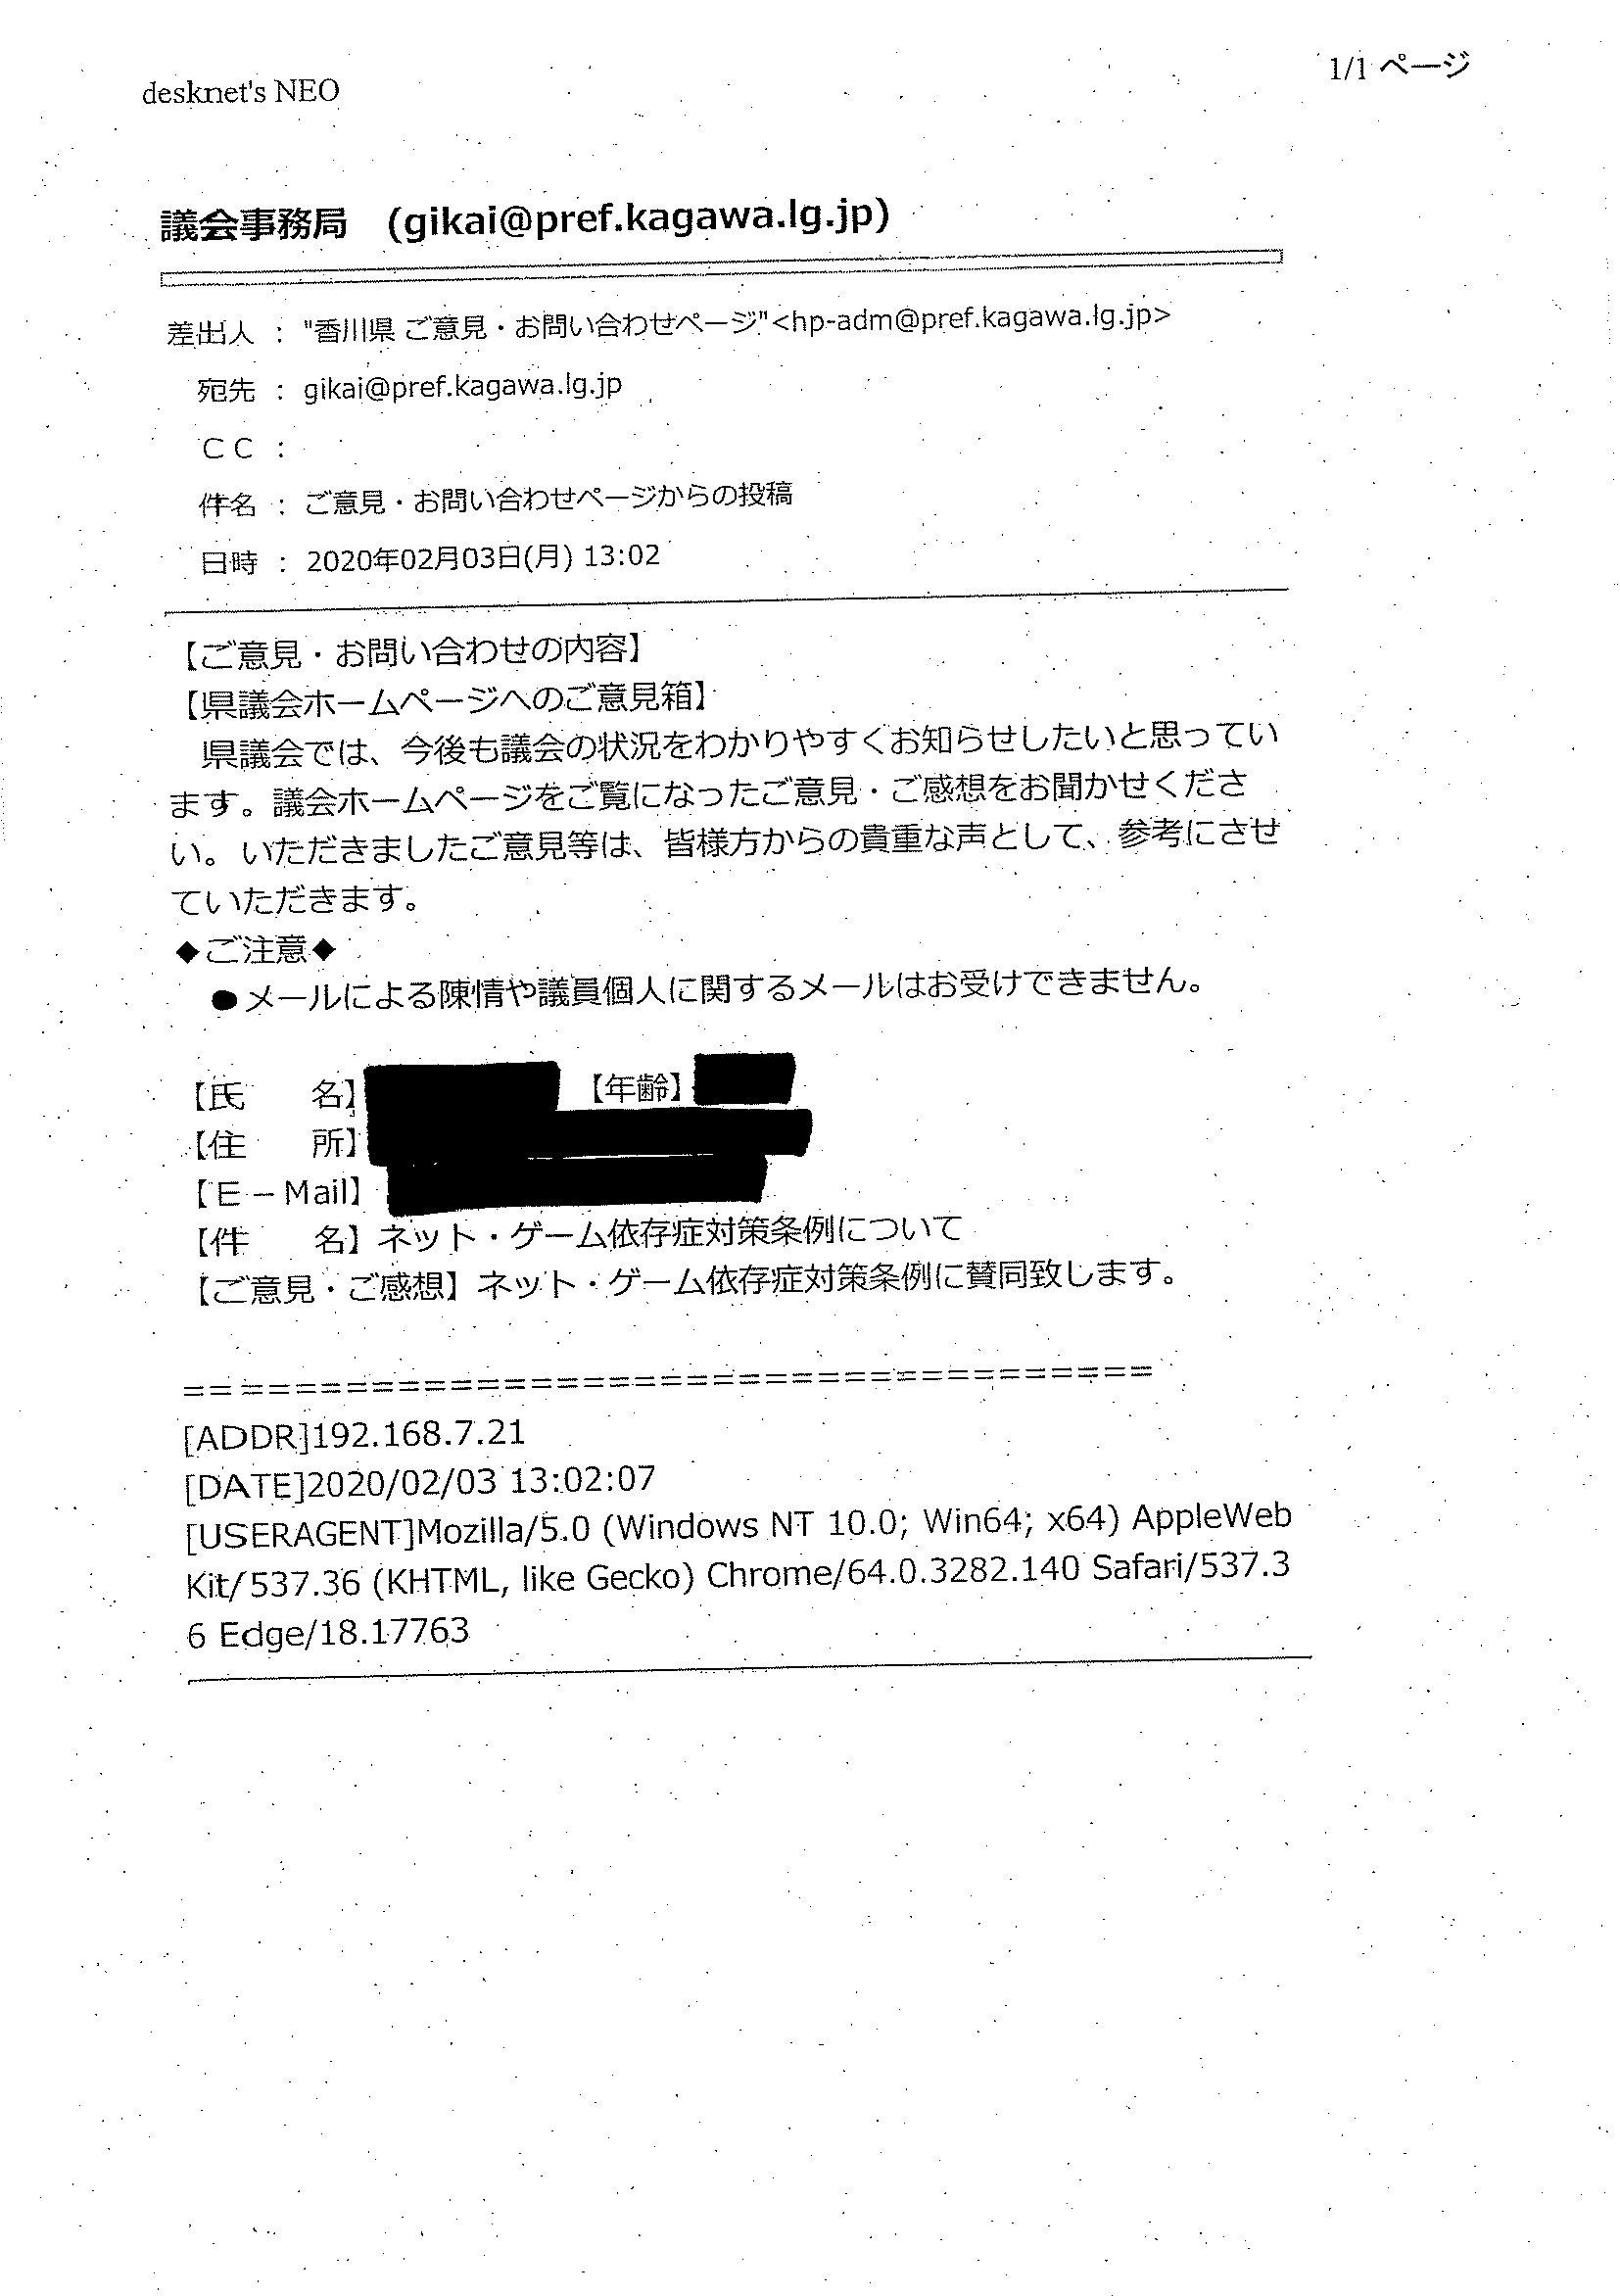 desknet's NEO
1/1 ページ
議会事務局 (gikai@pref.kagawa.lg.jp)
差出人 : "香川県 ご意見・お問い合わせページ"<hp-adm@pref.kagawa.lg.jp>
宛先 : gikai@pref.kagawa.lg.jp
CC :
件名 : ご意見・お問い合わせページからの投稿
日時 : 2020年02月03日(月) 13:02
【ご意見・お問い合わせの内容】
【県議会ホームページへのご意見箱】
県議会では、今後も議会の状況をわかりやすくお知らせしたいと思ってい
ます。議会ホームページをご覧になったご意見・ご感想をお聞かせくださ
い。いただきましたご意見等は、皆様方からの貴重な声として、参考にさせ
ていただきます。
◆ご注意◆
●メールによる陳情や議員個人に関するメールはお受けできません。
【氏　　名】　【年齢】
【住　　所】
【E－Mail】
【件　　名】ネット・ゲーム依存症対策条例について
【ご意見・ご感想】ネット・ゲーム依存症対策条例に賛同致します。
=====================================
[ADDR]192.168.7.21
[DATE]2020/02/03 13:02:07
[USERAGENT]Mozilla/5.0 (Windows NT 10.0; Win64; x64) AppleWeb
Kit/537.36 (KHTML, like Gecko) Chrome/64.0.3282.140 Safari/537.3
6 Edge/18.17763